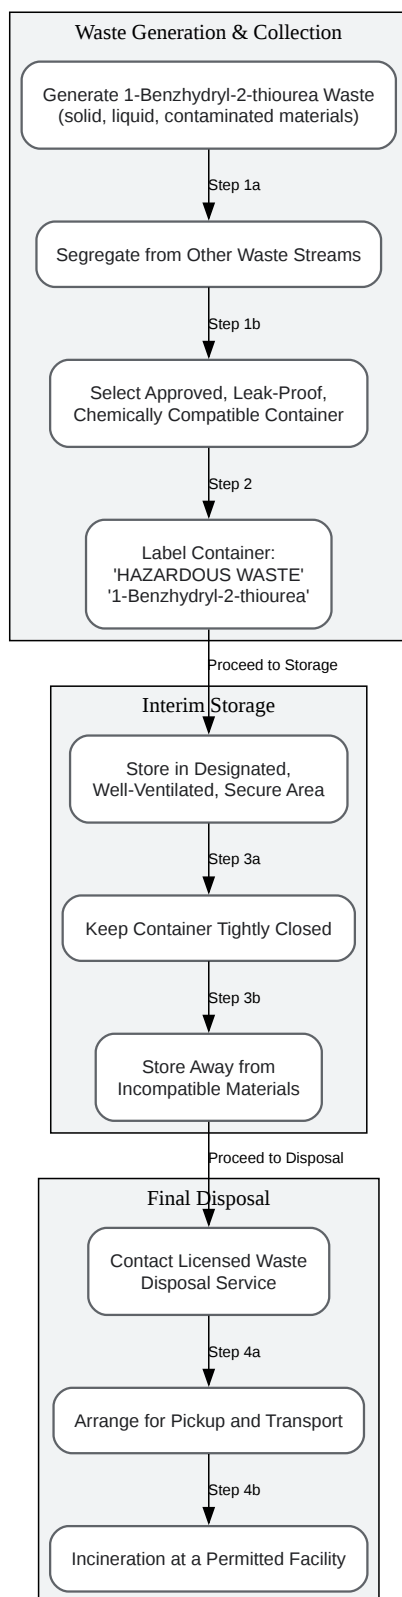 Waste Generation & Collection
Generate 1-Benzhydryl-2-thiourea Waste
(solid, liquid, contaminated materials)
Step 1a
Segregate from Other Waste Streams
Step 1b
Select Approved, Leak-Proof,
Chemically Compatible Container
Step 2
Label Container:
'HAZARDOUS WASTE'
'1-Benzhydryl-2-thiourea'
Proceed to Storage
Interim Storage
Store in Designated,
Well-Ventilated, Secure Area
Step 3a
Keep Container Tightly Closed
Step 3b
Store Away from
Incompatible Materials
Proceed to Disposal
Final Disposal
Contact Licensed Waste
Disposal Service
Step 4a
Arrange for Pickup and Transport
Step 4b
Incineration at a Permitted Facility